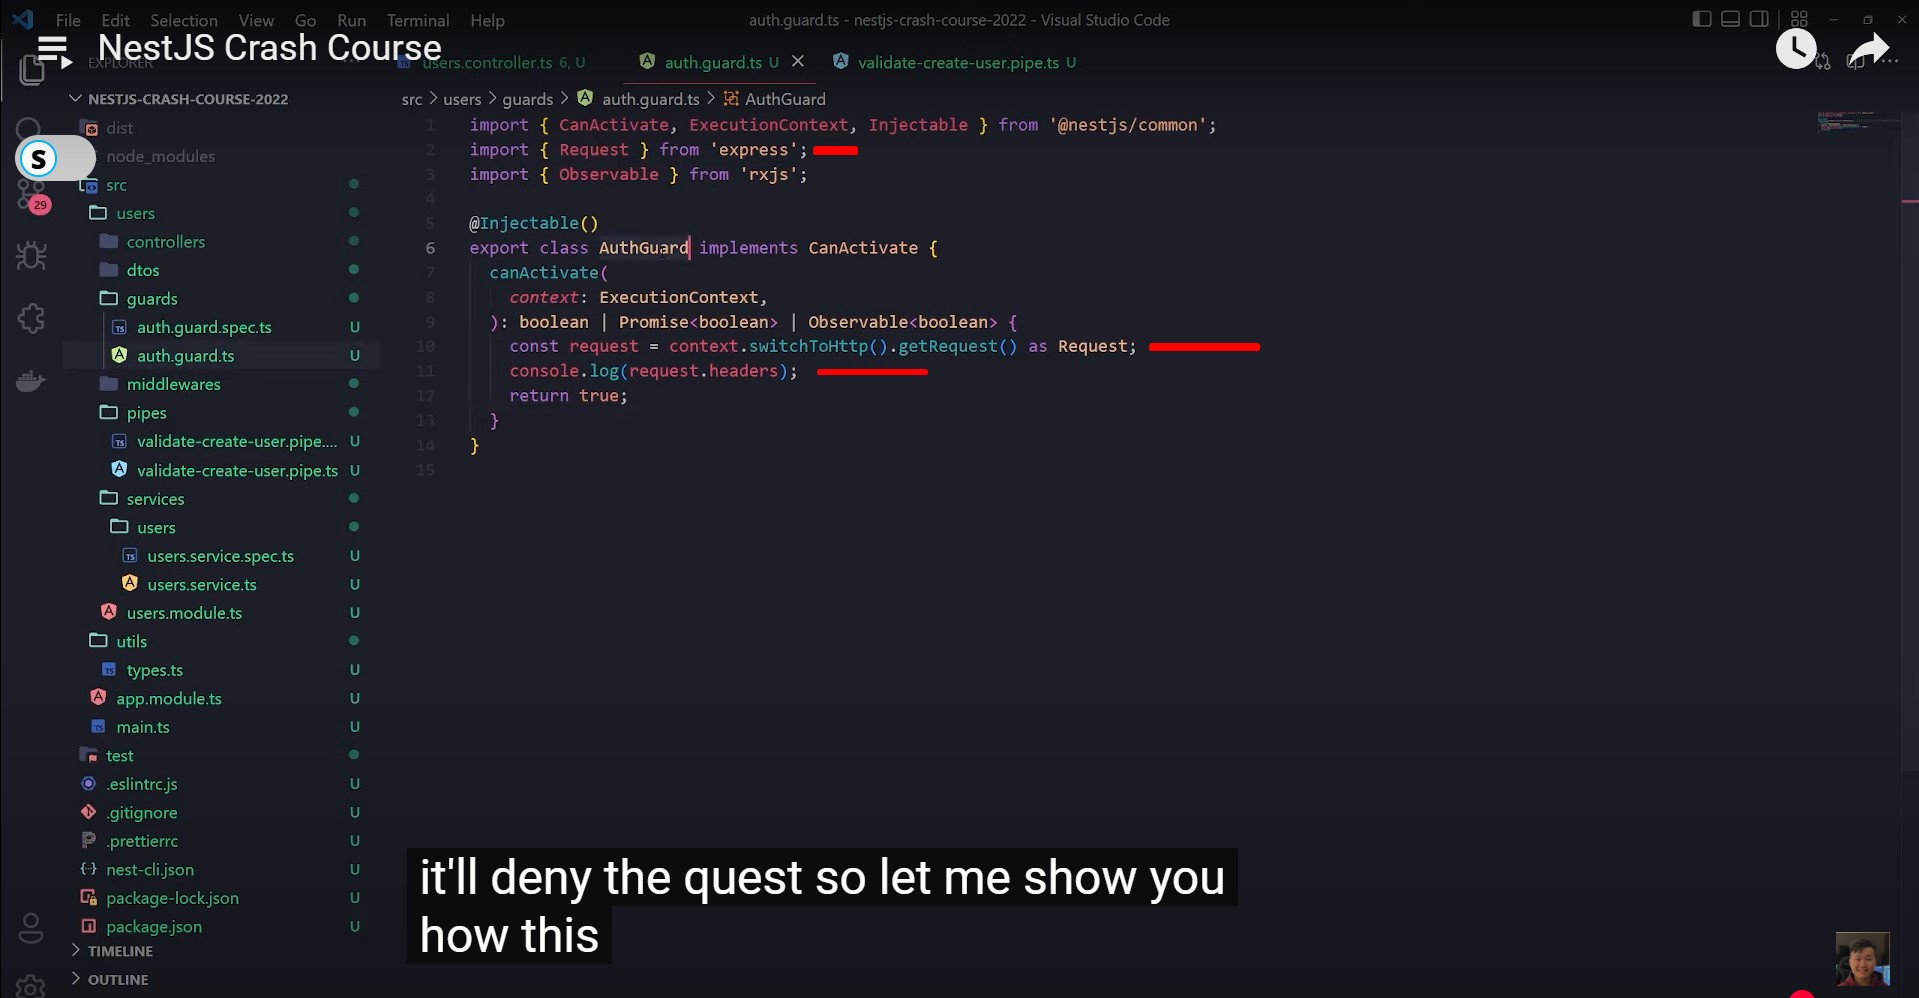 File Edit Selection View Go Run Terminal Help
auth.guard.ts - nestjs-crash-course-2022 - Visual Studio Code
NestJS Crash Course
EXPLORER
users.controller.ts 6, U
auth.guard.ts U
validate-create-user.pipe.ts U
NESTJS-CRASH-COURSE-2022
src > users > guards > auth.guard.ts > AuthGuard
dist
S
node_modules
src
29
users
controllers
dtos
guards
auth.guard.spec.ts U
auth.guard.ts U
middlewares
pipes
validate-create-user.pipe.... U
validate-create-user.pipe.ts U
services
users
users.service.spec.ts U
users.service.ts U
users.module.ts U
utils
types.ts U
app.module.ts U
main.ts U
test
.eslintrc.js U
.gitignore U
.prettierrc U
nest-cli.json U
package-lock.json U
package.json U
TIMELINE
OUTLINE
1 import { CanActivate, ExecutionContext, Injectable } from '@nestjs/common';
2 import { Request } from 'express';
3 import { Observable } from 'rxjs';
4
5 @Injectable()
6 export class AuthGuard implements CanActivate {
7 canActivate(
8 context: ExecutionContext,
9 ): boolean | Promise<boolean> | Observable<boolean> {
10 const request = context.switchToHttp().getRequest() as Request;
11 console.log(request.headers);
12 return true;
13 }
14 }
15
it'll deny the quest so let me show you
how this